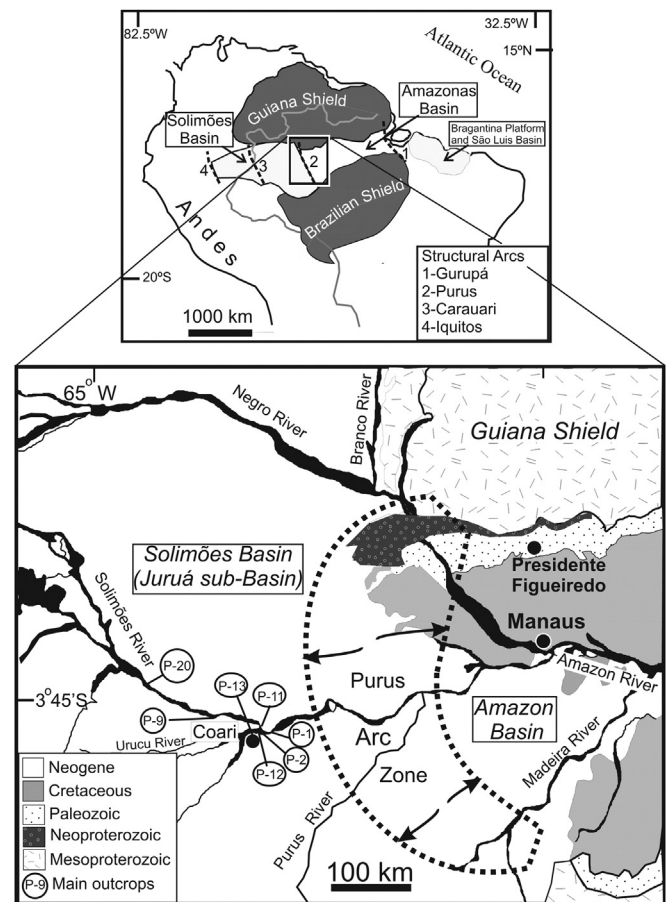 82.5ºW
32.5ºW
15ºN
Atlantic Ocean
Guiana Shield
Amazonas
Basin
Solimões
Basin
Bragantina Platform
and São Luis Basin
1
2
3
4
Brazilian Shield
Andes
20ºS
1000 km
Structural Arcs
1-Gurupá
2-Purus
3-Carauari
4-Iquitos
65º W
Negro River
Branco River
Guiana Shield
Solimões Basin
(Juruá sub-Basin)
Presidente
Figueiredo
Manaus
Amazon River
Solimões River
P-20
P-13
P-11
3º45'S
P-9
Coari
P-1
Urucu River
P-2
P-12
Purus
Arc
Zone
Amazon
Basin
Madeira River
Purus River
Neogene
Cretaceous
Paleozoic
Neoproterozoic
Mesoproterozoic
P-9 Main outcrops
100 km